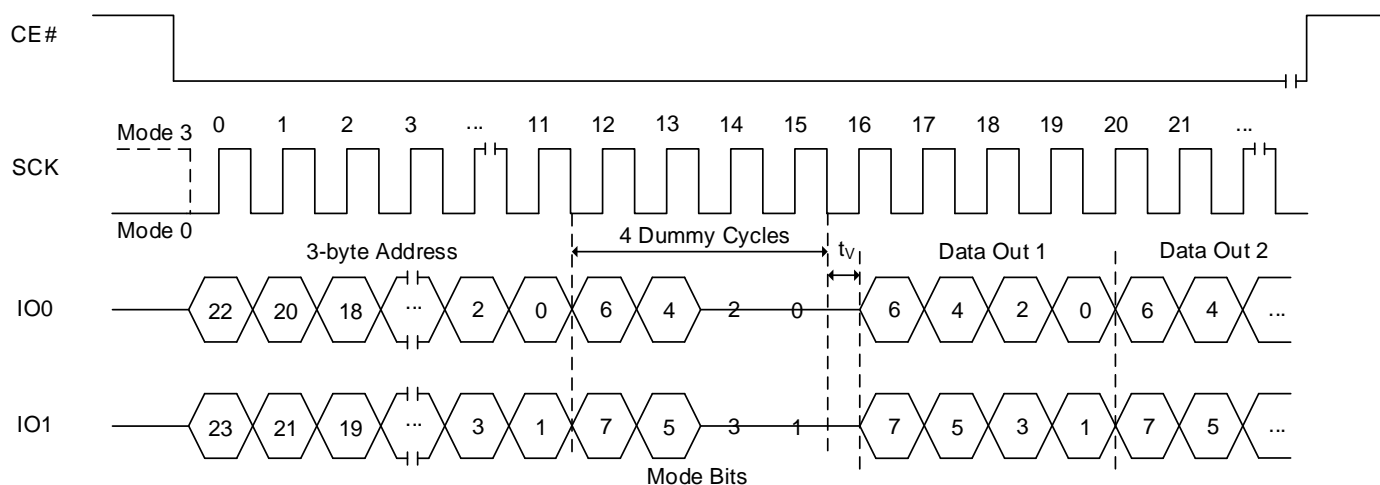 CE#
Mode 3 0 1 2 3 ... 11 12 13 14 15 16 17 18 19 20 21 ...
SCK
Mode 0
3-byte Address 4 Dummy Cycles tV Data Out 1 Data Out 2
IO0 22 20 18 ... 2 0 6 4 2 0 6 4 2 0 6 4 ...
IO1 23 21 19 ... 3 1 7 5 3 1 7 5 3 1 7 5 ...
Mode Bits